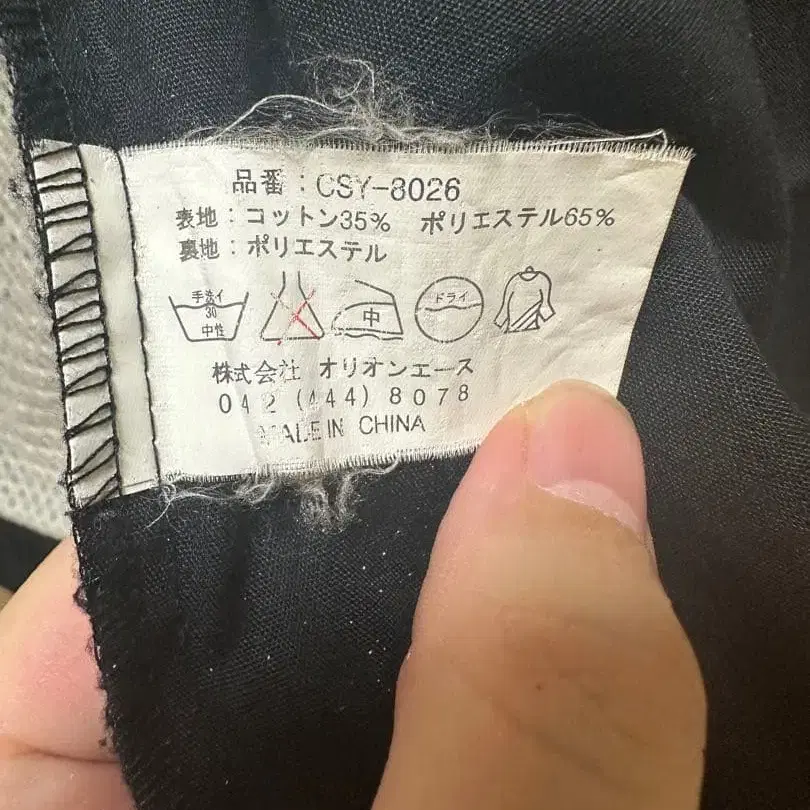 品番：CSY-8026
表地：コットン35% ポリエステル65%
裏地：ポリエステル
手洗イ
30
中性
中
ドライ
株式会社 オリオンエース
042 (444) 8078
MADE IN CHINA